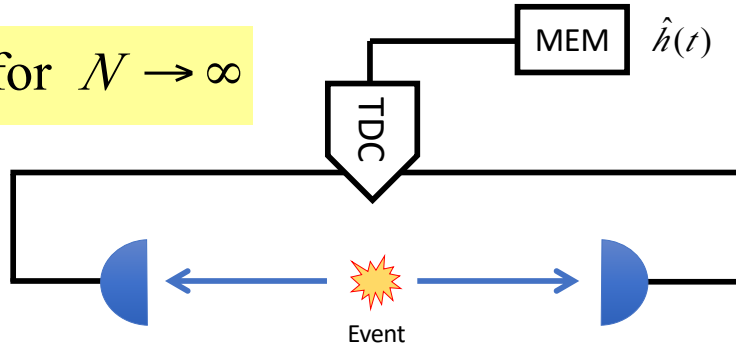 for N → ∞
MEM
ĥ(t)
TDC
Event